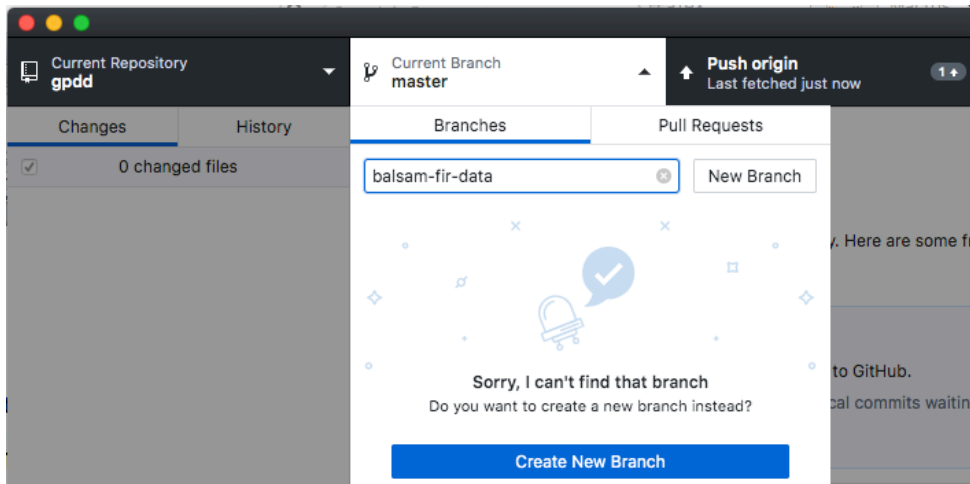 Current Repository
gpdd
Current Branch
master
Push origin
Last fetched just now
1
Changes
History
Branches
Pull Requests
0 changed files
balsam-fir-data
New Branch
Here are some
Sorry, I can't find that branch
Do you want to create a new branch instead?
to GitHub.
commits
Create New Branch